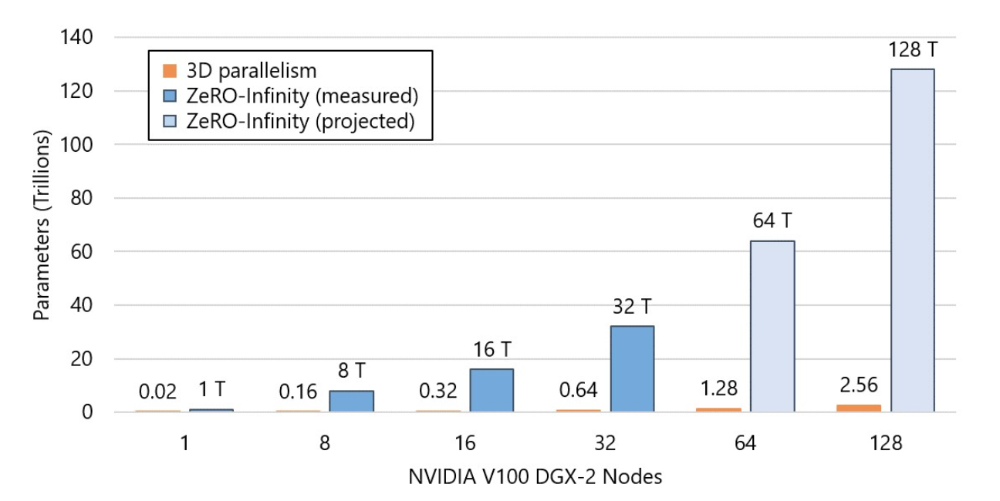 140
120
100
80
60
40
20
0
Parameters (Trillions)
3D parallelism
ZeRO-Infinity (measured)
ZeRO-Infinity (projected)
0.02 1 T
0.16 8 T
0.32 16 T
0.64 32 T
1.28 64 T
2.56 128 T
1 8 16 32 64 128
NVIDIA V100 DGX-2 Nodes